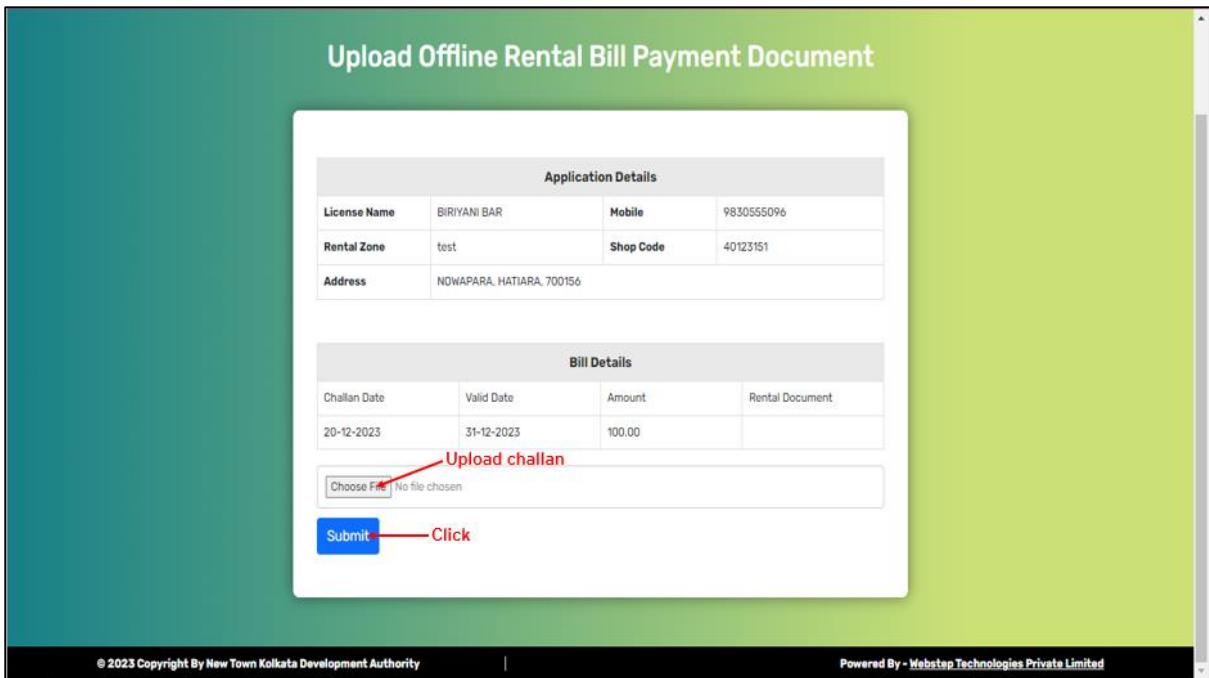 Upload Offline Rental Bill Payment Document
Application Details
License Name BIRIYANI BAR Mobile 9830555096
Rental Zone test Shop Code 40123151
Address NOWAPARA, HATIARA, 700156
Bill Details
Challan Date Valid Date Amount Rental Document
20-12-2023 31-12-2023 100.00
Upload challan
Choose File No file chosen
Submit Click
© 2023 Copyright By New Town Kolkata Development Authority | Powered By - Webstep Technologies Private Limited